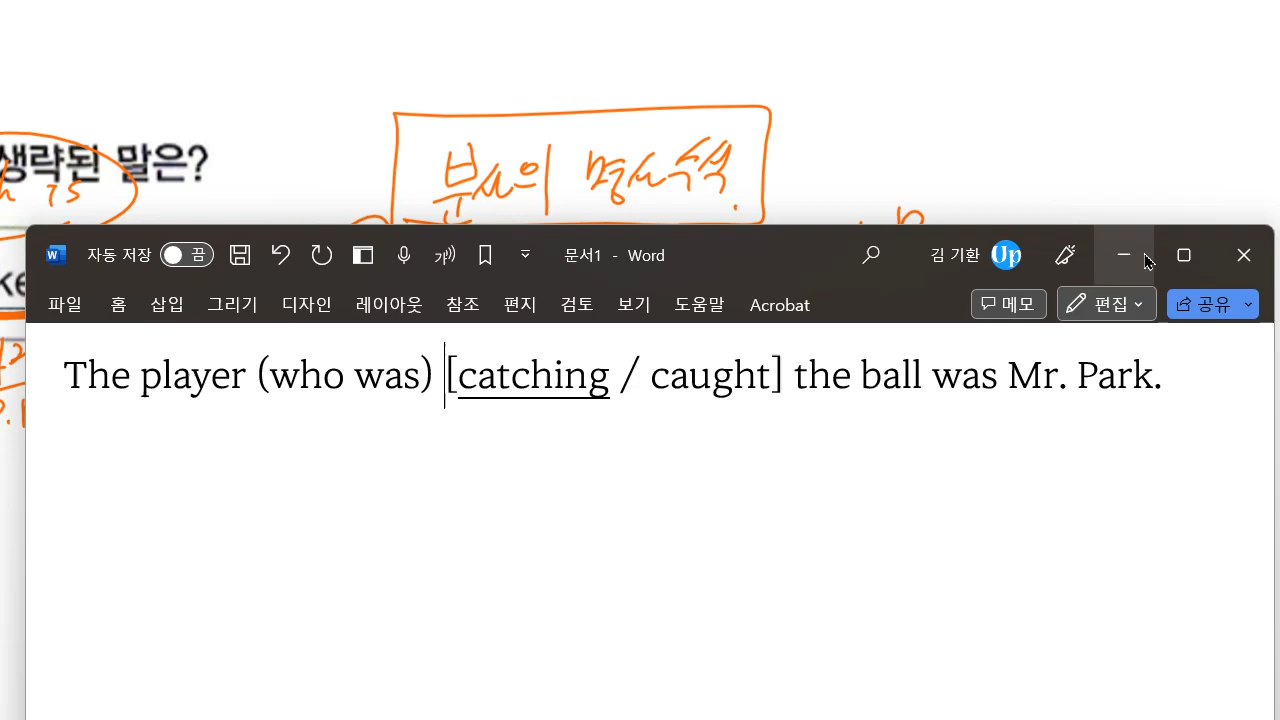 생략된 말은?
is
분사의 명사수식.
자동 저장 끔 가가)) 문서1 - Word 김 기환 Up
파일 홈 삽입 그리기 디자인 레이아웃 참조 편지 검토 보기 도움말 Acrobat 메모 편집 공유
The player (who was) [catching / caught] the ball was Mr. Park.